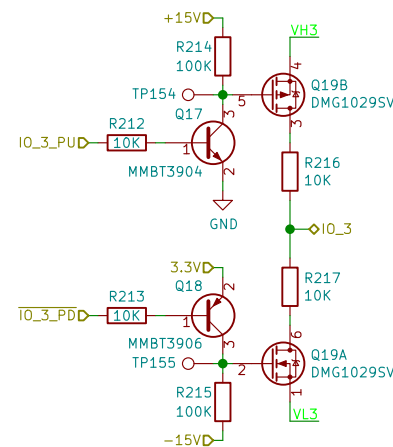 +15V
VH3
R214
100K
4
TP154
5
Q19B
DMG1029SV
Q17
3
3
R212
IO_3_PU
10K
1
MMBT3904
2
R216
10K
GND
IO_3
3.3V
Q18
2
R217
10K
R213
IO_3_PD
10K
1
MMBT3906
3
6
TP155
2
Q19A
DMG1029SV
1
R215
100K
VL3
-15V